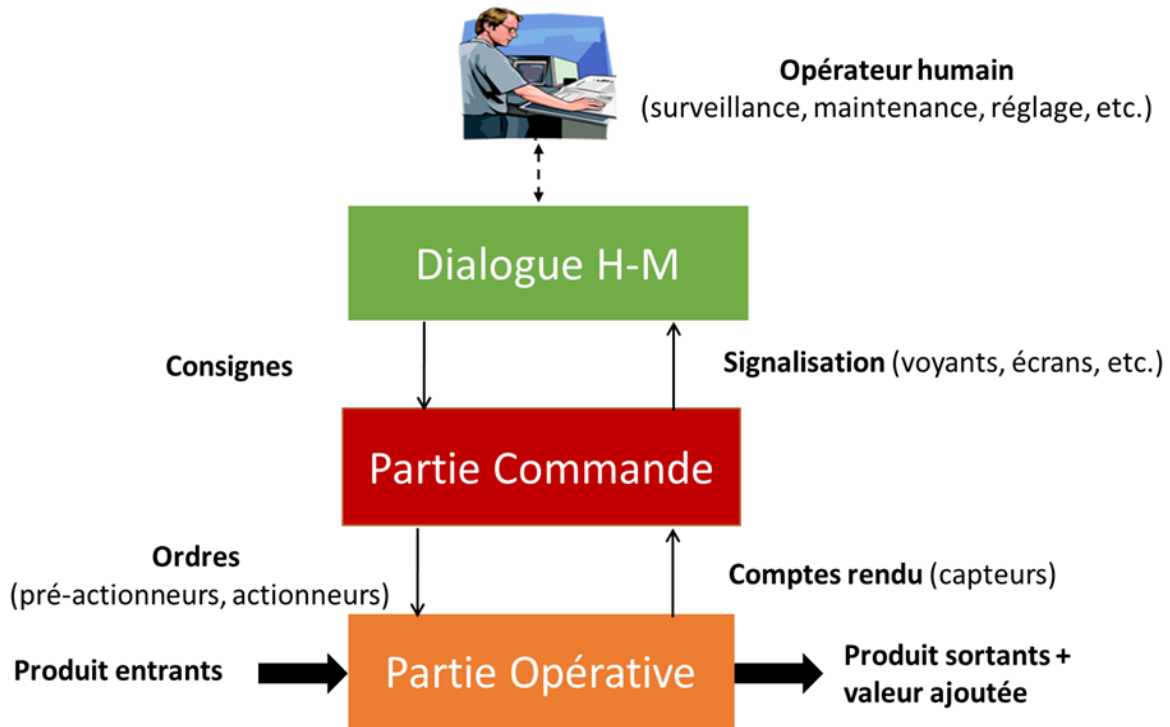 Opérateur humain
(surveillance, maintenance, réglage, etc.)
Dialogue H-M
Consignes
Signalisation (voyants, écrans, etc.)
Partie Commande
Ordres
(pré-actionneurs, actionneurs)
Comptes rendu (capteurs)
Produit entrants
Partie Opérative
Produit sortants +
valeur ajoutée